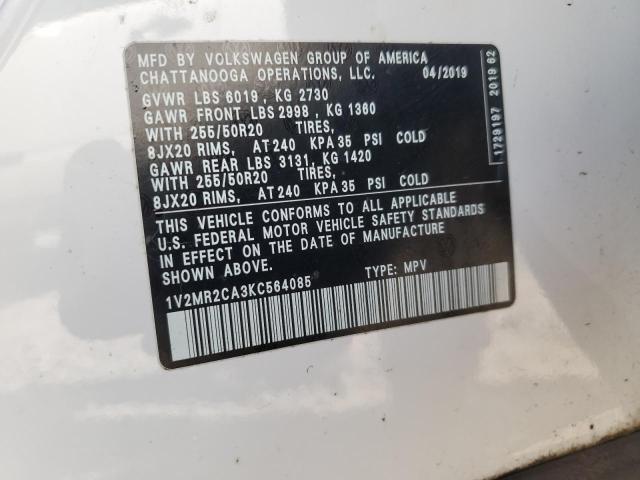 MFD BY VOLKSWAGEN GROUP OF AMERICA
CHATTANOOGA OPERATIONS, LLC. 04/2019
GVWR LBS 6019, KG 2730
GAWR FRONT LBS 2998, KG 1360
WITH 255/50R20 TIRES,
8JX20 RIMS, AT 240 KPA 35 PSI COLD
GAWR REAR LBS 3131, KG 1420
WITH 255/50R20 TIRES,
8JX20 RIMS, AT 240 KPA 35 PSI COLD
THIS VEHICLE CONFORMS TO ALL APPLICABLE
U.S. FEDERAL MOTOR VEHICLE SAFETY STANDARDS
IN EFFECT ON THE DATE OF MANUFACTURE
SHOWN ABOVE.
1V2MR2CA3KC564085 TYPE: MPV
1729197 2019 62